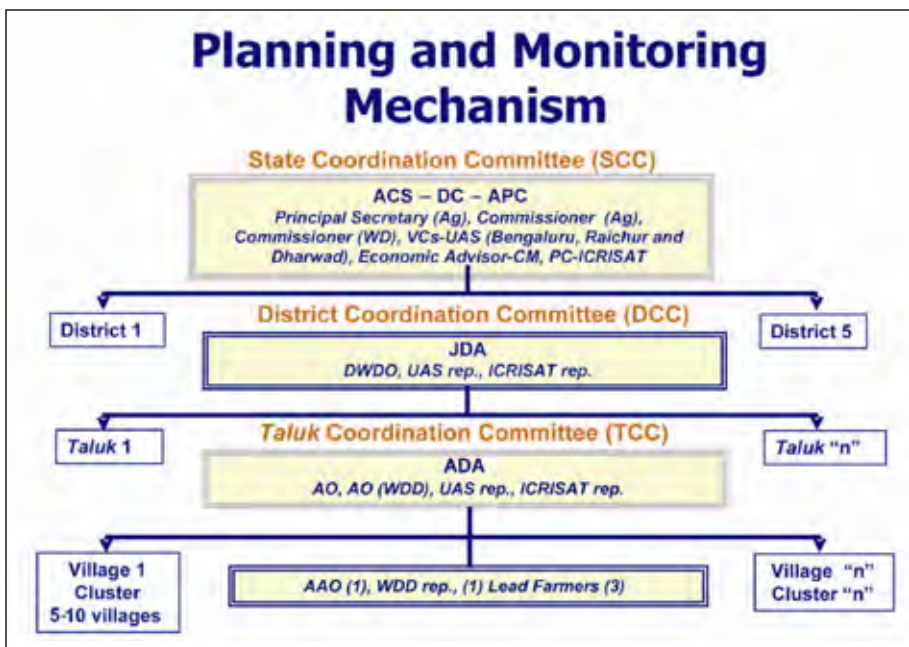 Planning and Monitoring
Mechanism
State Coordination Committee (SCC)
ACS – DC – APC
Principal Secretary (Ag), Commissioner (Ag),
Commissioner (WD), VCs-UAS (Bengaluru, Raichur and
Dharwad), Economic Advisor-CM, PC-ICRISAT
District 1
District Coordination Committee (DCC)
District 5
JDA
DWDO, UAS rep., ICRISAT rep.
Taluk 1
Taluk Coordination Committee (TCC)
Taluk “n”
ADA
AO, AO (WDD), UAS rep., ICRISAT rep.
Village 1
Cluster
5-10 villages
AAO (1), WDD rep., (1) Lead Farmers (3)
Village “n”
Cluster “n”